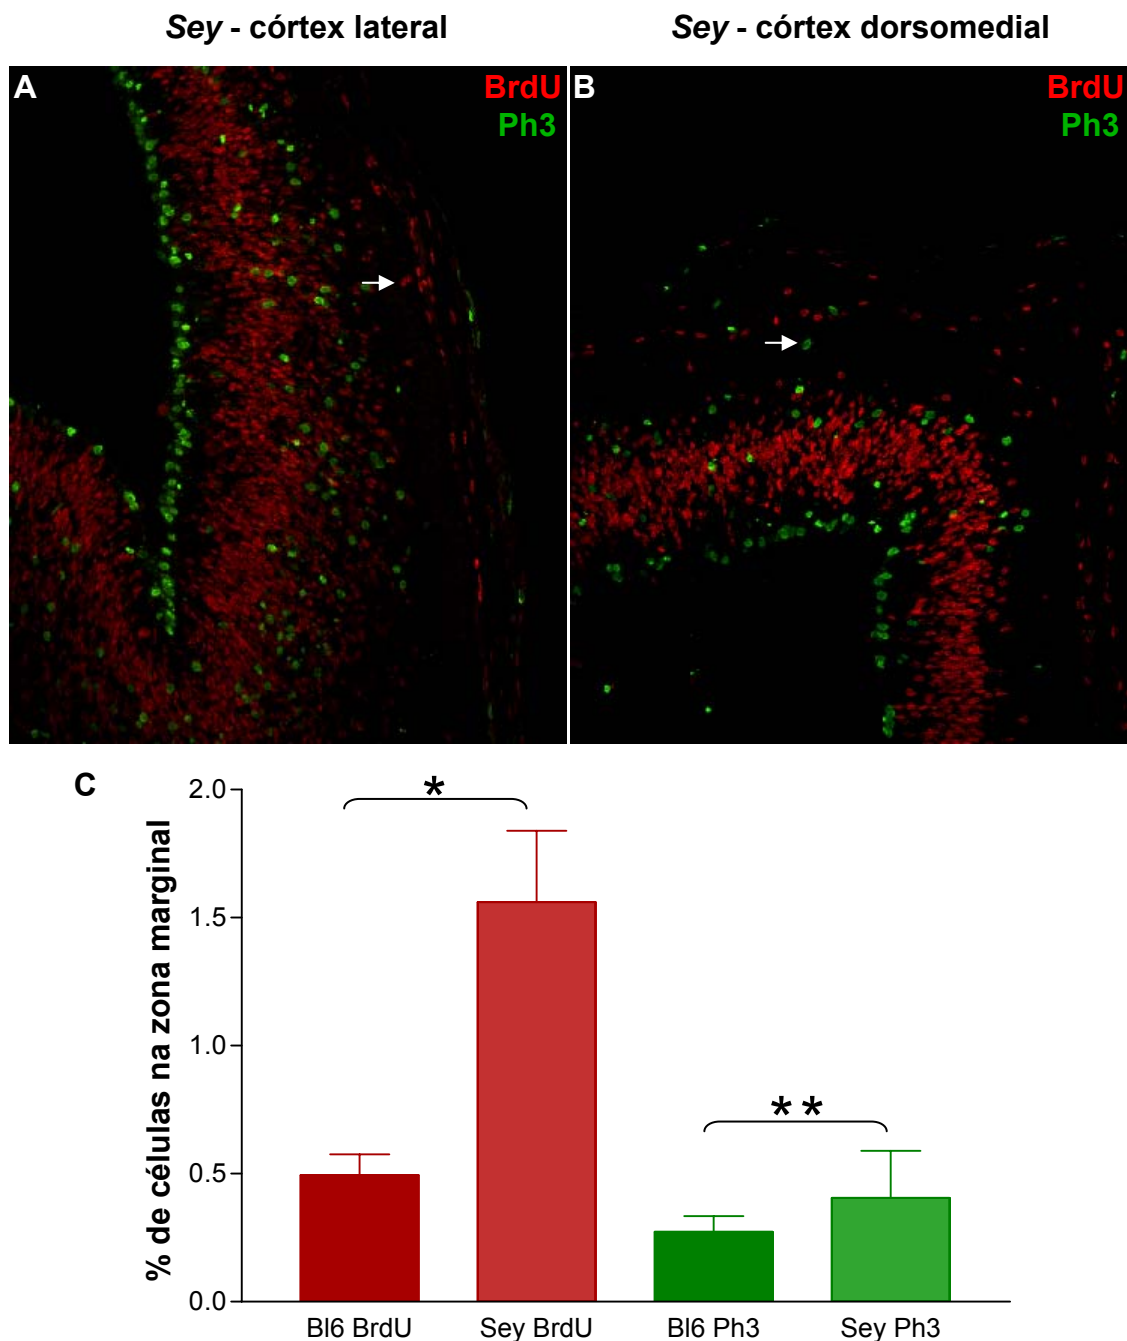 Sey - córtex lateral
Sey - córtex dorsomedial
A
BrdU
Ph3
B
BrdU
Ph3
C
% de células na zona marginal
2.0
1.5
1.0
0.5
0.0
*
**
Bl6 BrdU
Sey BrdU
Bl6 Ph3
Sey Ph3